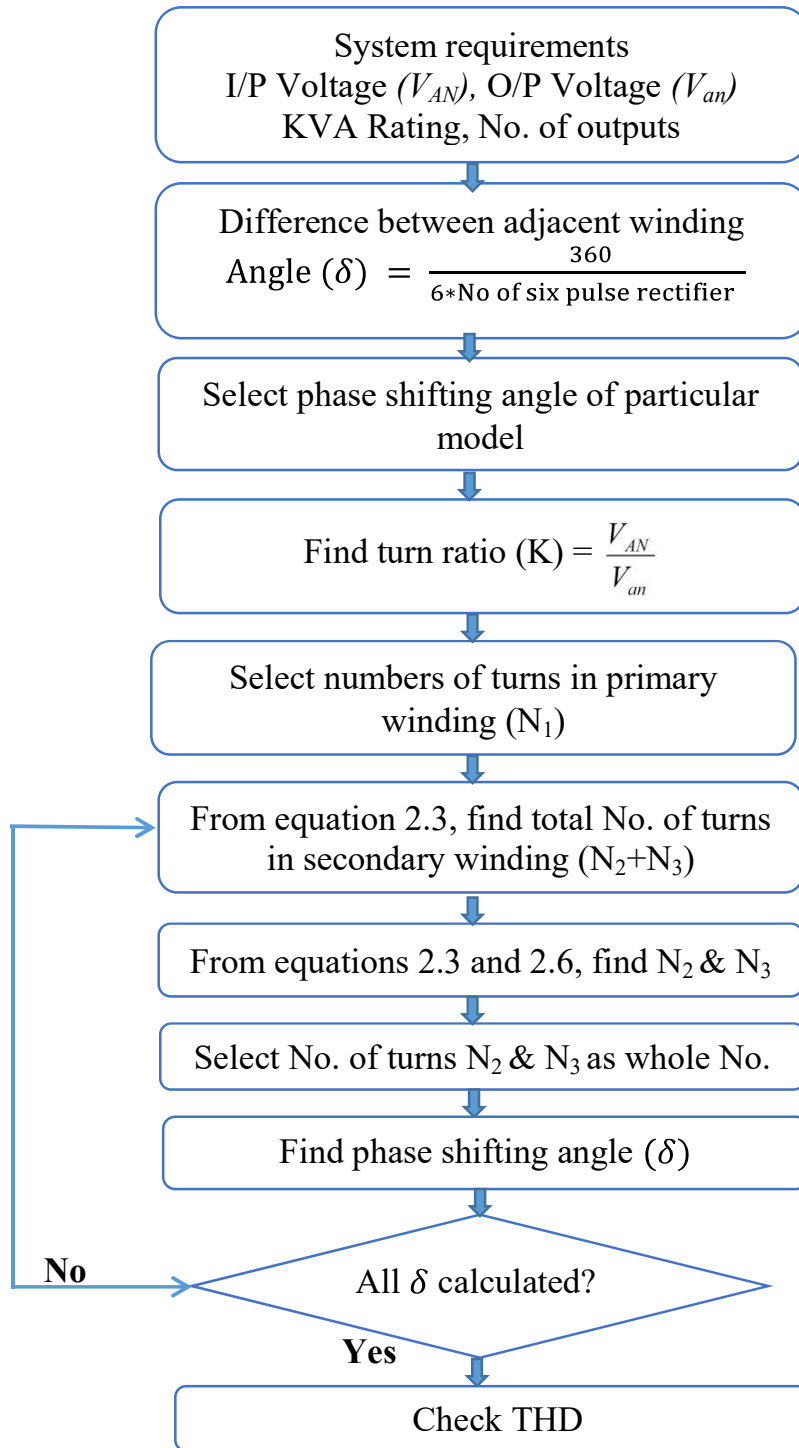 System requirements
I/P Voltage (V_AN), O/P Voltage (V_an)
KVA Rating, No. of outputs
Difference between adjacent winding
Angle (δ) = 360 / 6*No of six pulse rectifier
Select phase shifting angle of particular
model
Find turn ratio (K) = V_AN / V_an
Select numbers of turns in primary
winding (N₁)
From equation 2.3, find total No. of turns
in secondary winding (N₂+N₃)
From equations 2.3 and 2.6, find N₂ & N₃
Select No. of turns N₂ & N₃ as whole No.
Find phase shifting angle (δ)
No
All δ calculated?
Yes
Check THD